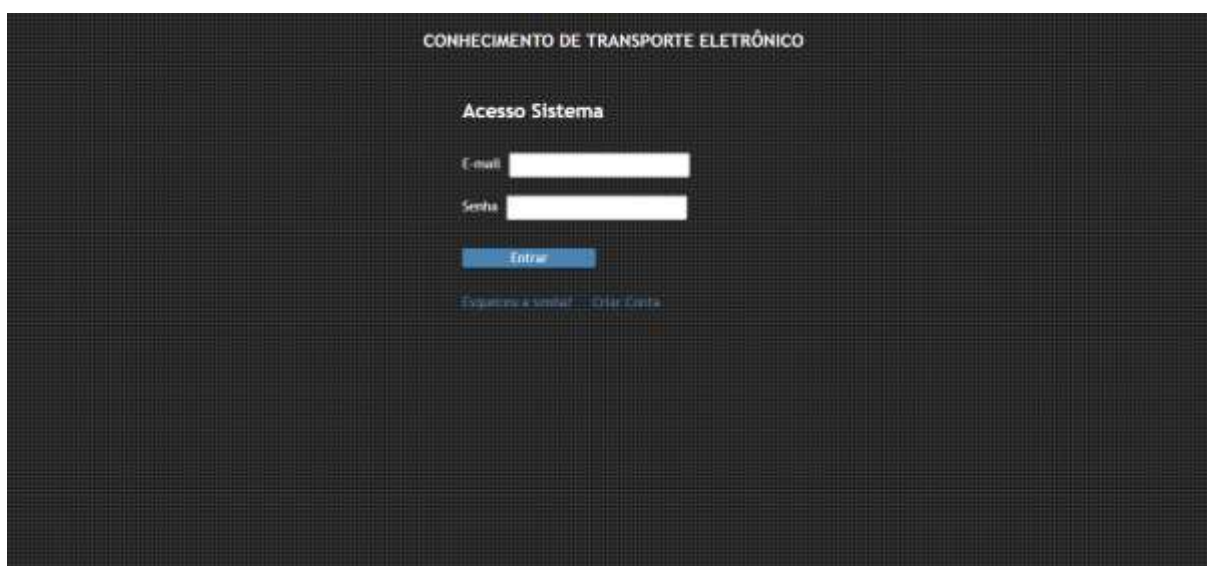 CONHECIMENTO DE TRANSPORTE ELETRÔNICO
Acesso Sistema
E-mail
Senha
Entrar
Esqueceu a senha? Criar Conta